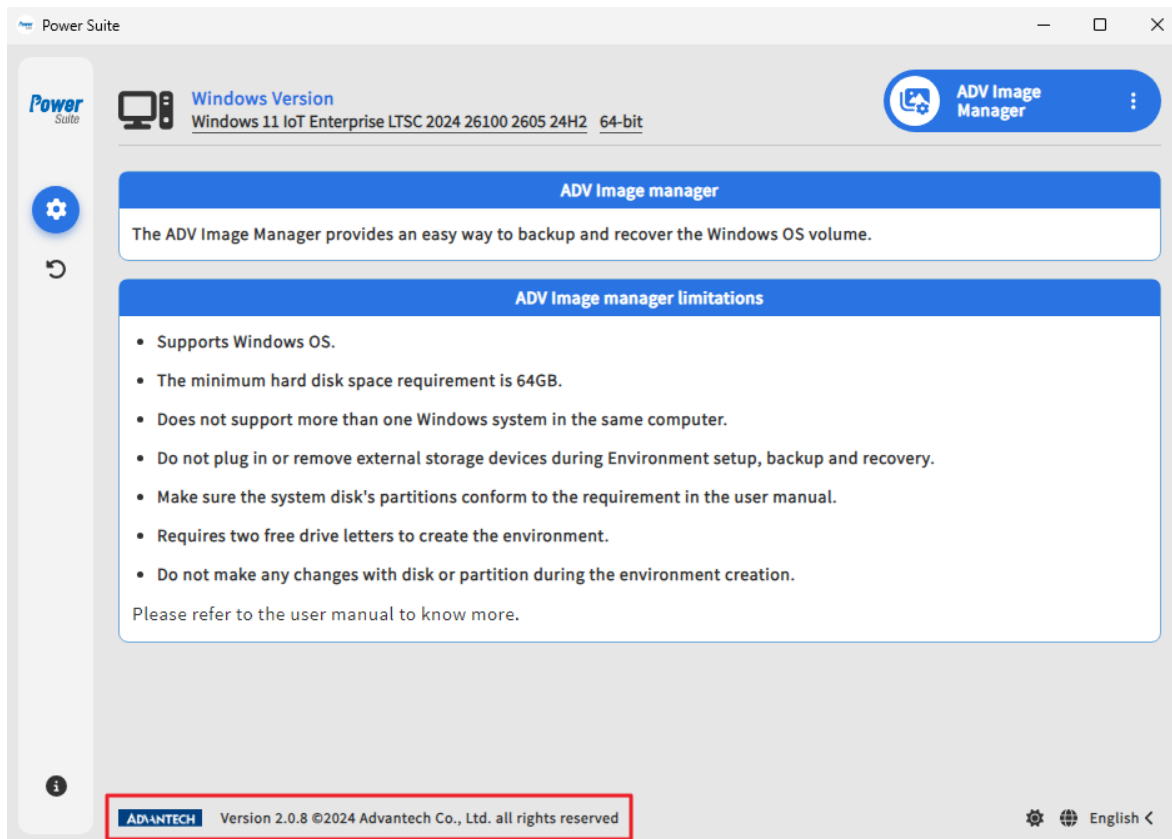 Power Suite
Power
Suite
Windows Version
Windows 11 IoT Enterprise LTSC 2024 26100 2605 24H2 64-bit
ADV Image
Manager
ADV Image manager
The ADV Image Manager provides an easy way to backup and recover the Windows OS volume.
ADV Image manager limitations
• Supports Windows OS.
• The minimum hard disk space requirement is 64GB.
• Does not support more than one Windows system in the same computer.
• Do not plug in or remove external storage devices during Environment setup, backup and recovery.
• Make sure the system disk's partitions conform to the requirement in the user manual.
• Requires two free drive letters to create the environment.
• Do not make any changes with disk or partition during the environment creation.
Please refer to the user manual to know more.
ADVANTECH Version 2.0.8 ©2024 Advantech Co., Ltd. all rights reserved
English